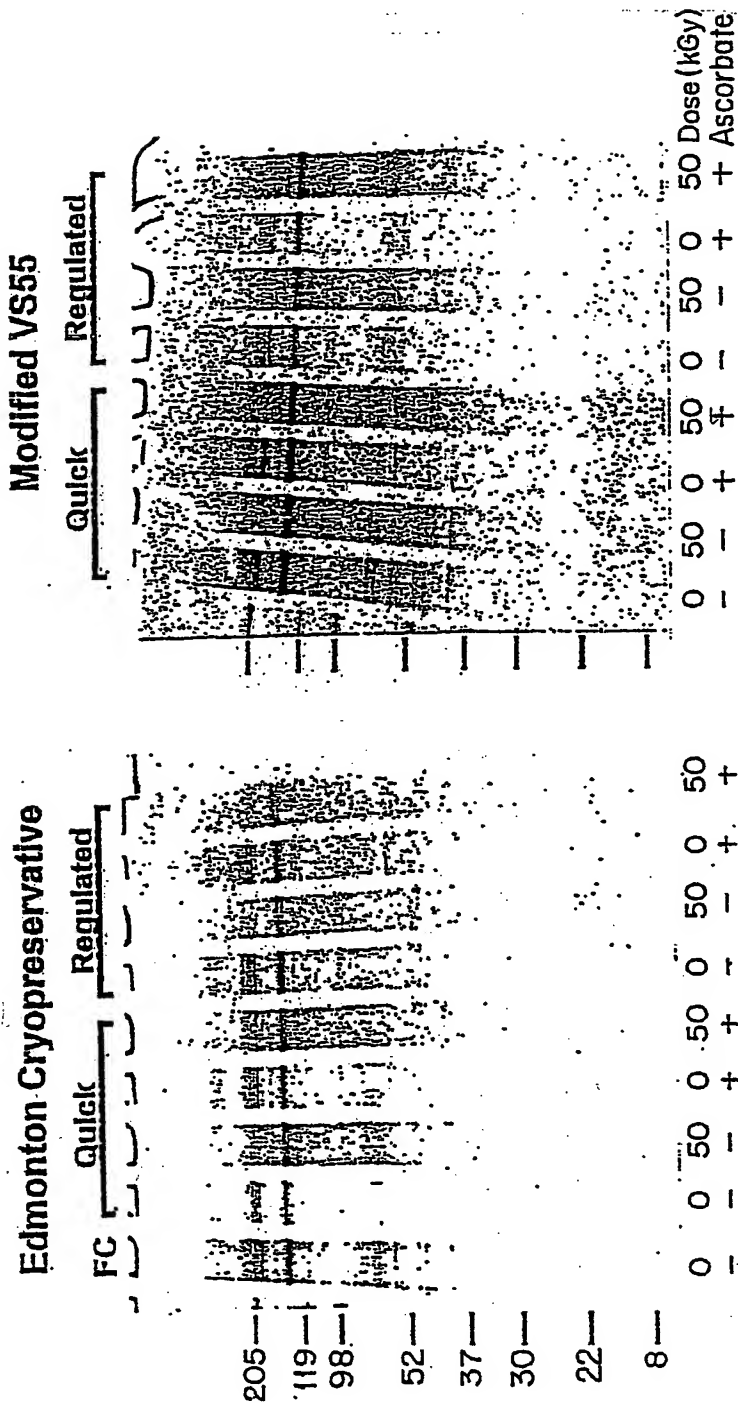 Edmonton Cryopreservative
FC Quick Regulated
205
119
98
52
37
30
22
8
0 0 50 0 50 0 50 0 50
− − − + + − − + +
Modified VS55
Quick Regulated
0 50 0 50 0 50 0 50 Dose (kGy)
− − + + − − + + Ascorbate